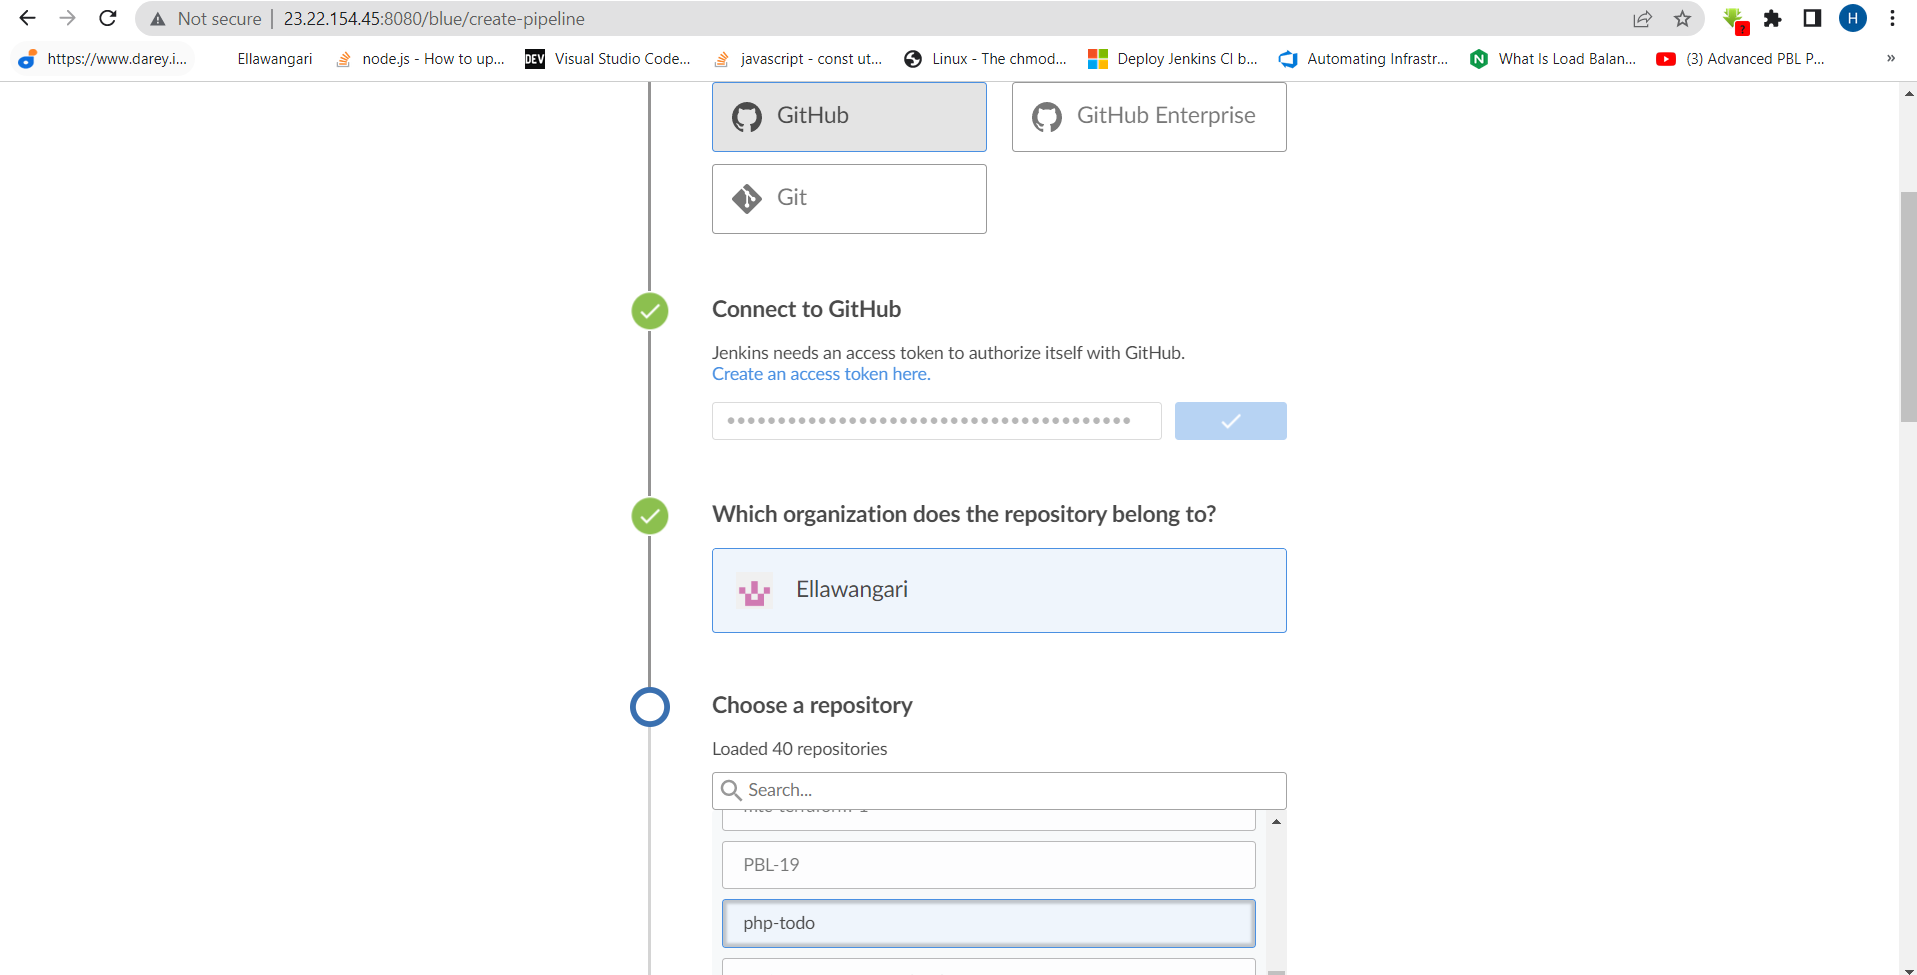 Not secure | 23.22.154.45:8080/blue/create-pipeline
H
https://www.darey.i... Ellawangari node.js - How to up... DEV Visual Studio Code... javascript - const ut... Linux - The chmod... Deploy Jenkins CI b... Automating Infrastr... N What Is Load Balan... (3) Advanced PBL P... »
GitHub GitHub Enterprise
Git
Connect to GitHub
Jenkins needs an access token to authorize itself with GitHub.
Create an access token here.
Which organization does the repository belong to?
Ellawangari
Choose a repository
Loaded 40 repositories
Search...
PBL-19
php-todo